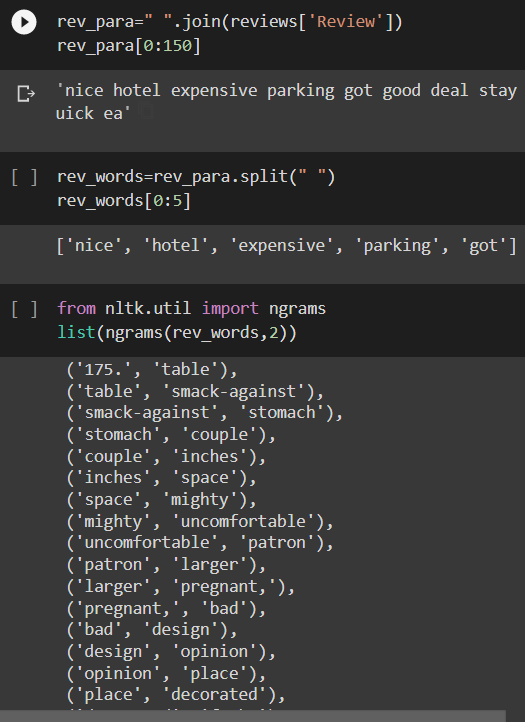 rev_para=" ".join(reviews['Review'])
rev_para[0:150]
'nice hotel expensive parking got good deal stay
uick ea'
[ ] rev_words=rev_para.split(" ")
rev_words[0:5]
['nice', 'hotel', 'expensive', 'parking', 'got']
[ ] from nltk.util import ngrams
list(ngrams(rev_words,2))
('175.', 'table'),
('table', 'smack-against'),
('smack-against', 'stomach'),
('stomach', 'couple'),
('couple', 'inches'),
('inches', 'space'),
('space', 'mighty'),
('mighty', 'uncomfortable'),
('uncomfortable', 'patron'),
('patron', 'larger'),
('larger', 'pregnant,'),
('pregnant,', 'bad'),
('bad', 'design'),
('design', 'opinion'),
('opinion', 'place'),
('place', 'decorated'),